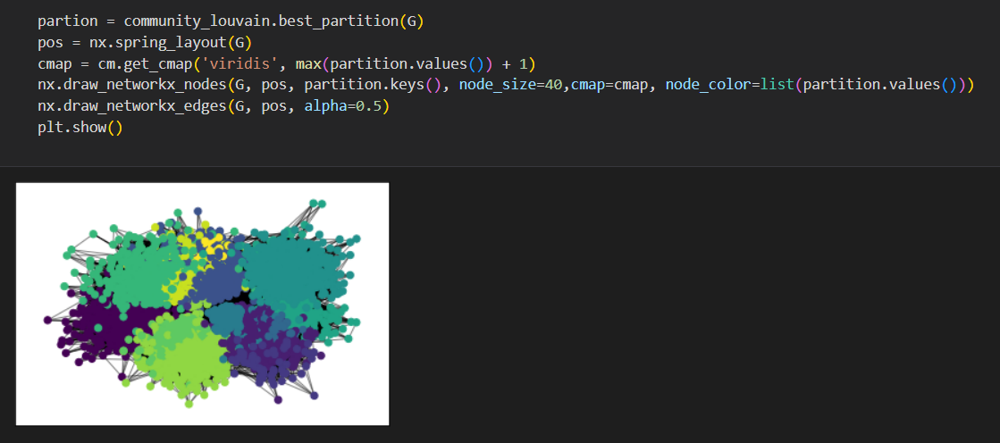 partion = community_louvain.best_partition(G)
pos = nx.spring_layout(G)
cmap = cm.get_cmap('viridis', max(partition.values()) + 1)
nx.draw_networkx_nodes(G, pos, partition.keys(), node_size=40,cmap=cmap, node_color=list(partition.values()))
nx.draw_networkx_edges(G, pos, alpha=0.5)
plt.show()